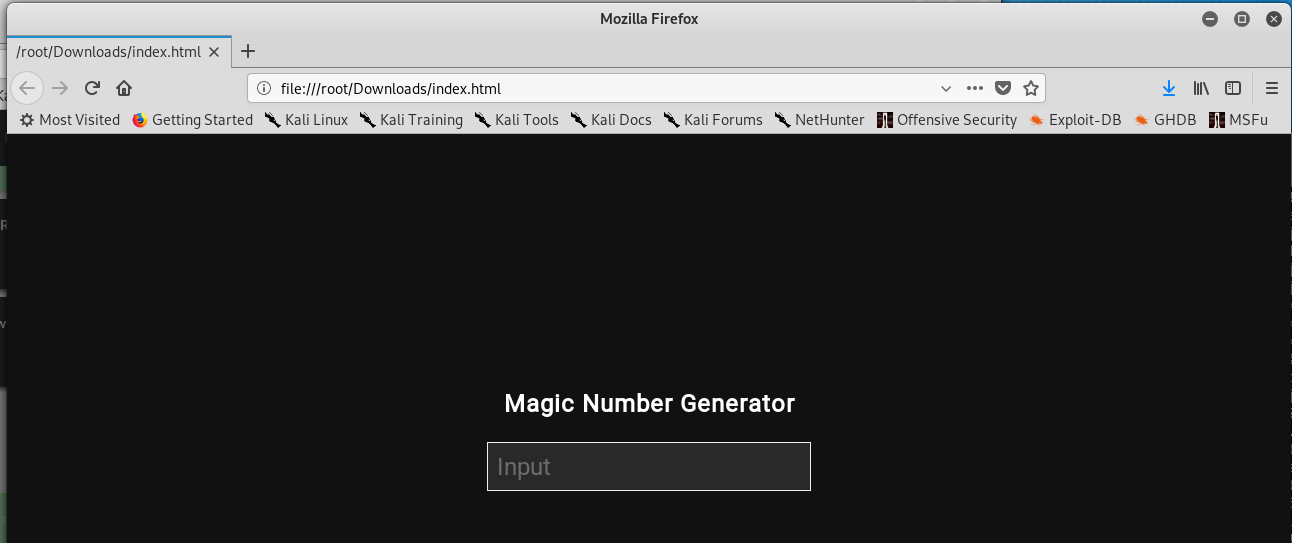 Mozilla Firefox
/root/Downloads/index.html
file:///root/Downloads/index.html
Most Visited Getting Started Kali Linux Kali Training Kali Tools Kali Docs Kali Forums NetHunter Offensive Security Exploit-DB GHDB MSFu
Magic Number Generator
Input